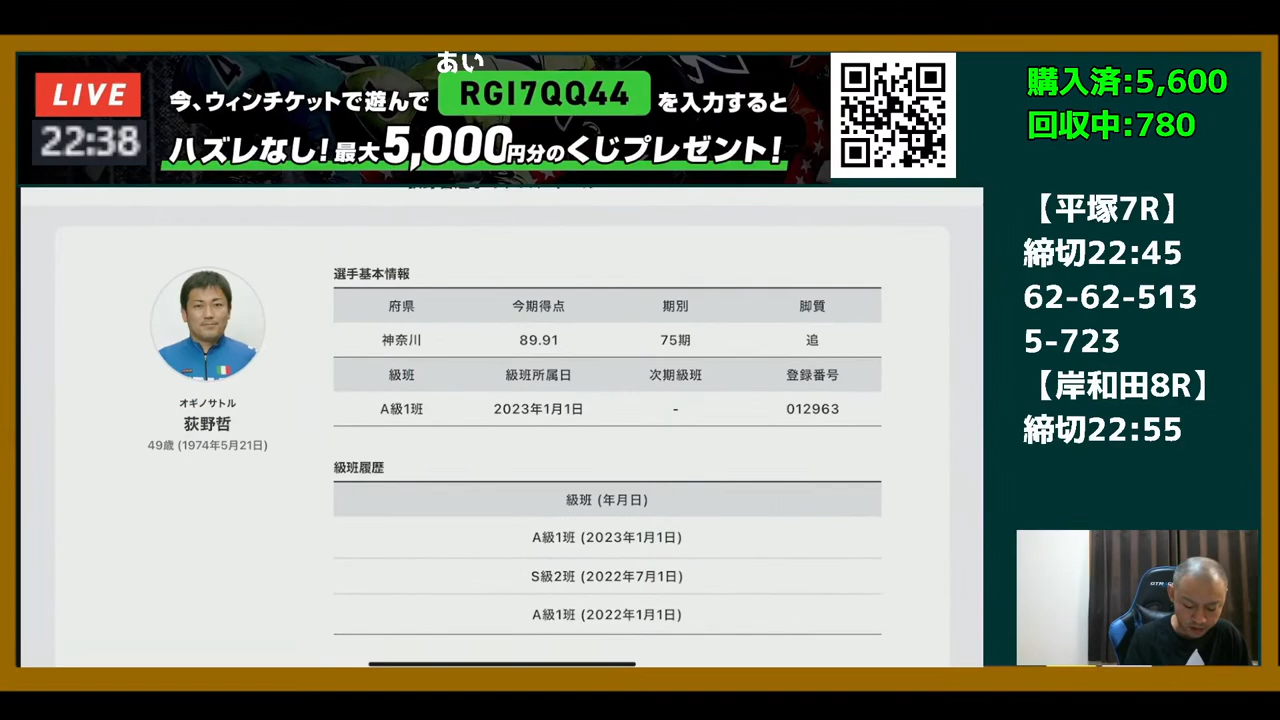 LIVE
22:38
あい
今、ウィンチケットで遊んで RGI7QQ44 を入力すると
ハズレなし!最大5,000円分のくじプレゼント!
購入済:5,600
回収中:780
【平塚7R】
締切22:45
62-62-513
5-723
【岸和田8R】
締切22:55
選手基本情報
府県 今期得点 期別 脚質
神奈川 89.91 75期 追
級班 級班所属日 次期級班 登録番号
A級1班 2023年1月1日 - 012963
オギノサトル
荻野哲
49歳 (1974年5月21日)
級班履歴
級班 (年月日)
A級1班 (2023年1月1日)
S級2班 (2022年7月1日)
A級1班 (2022年1月1日)